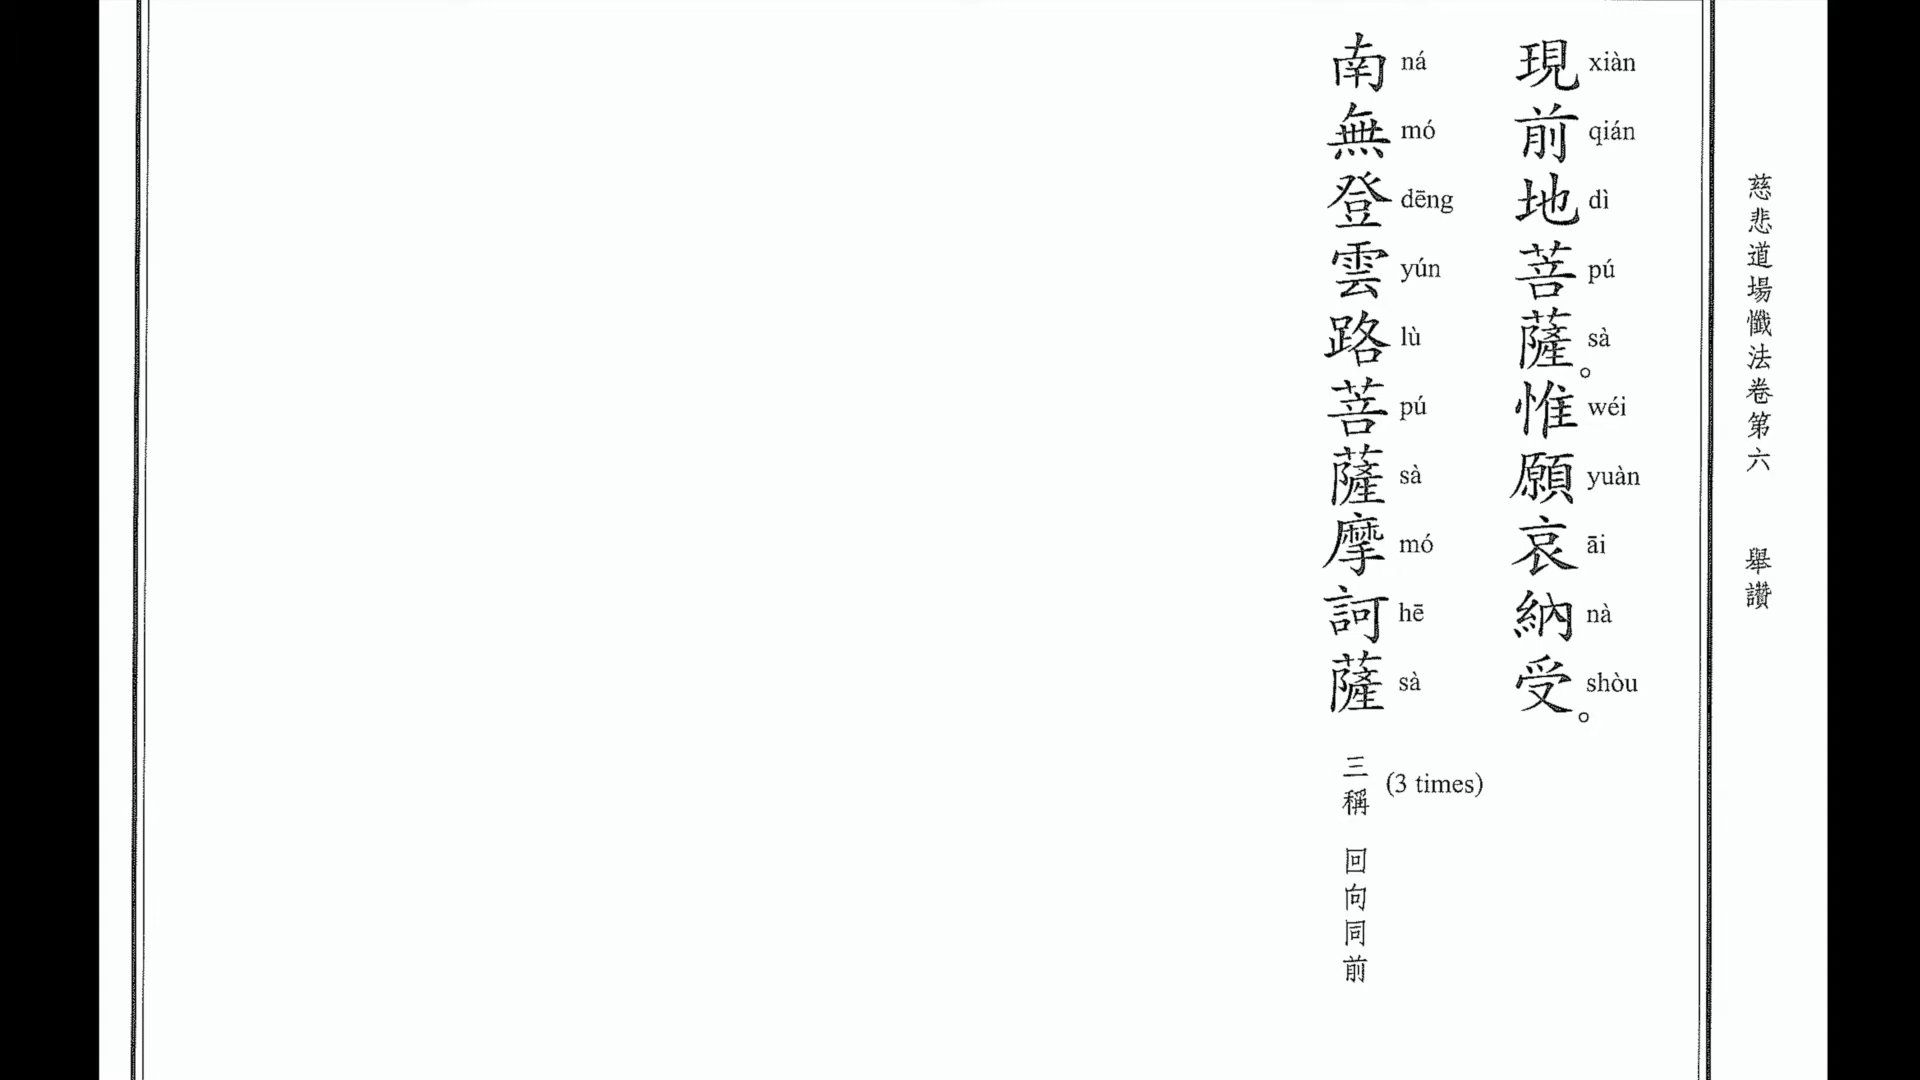 慈悲道場懺法卷第六 舉讚
現前地菩薩。惟願哀納受。
xiàn qián dì pú sà wéi yuàn āi nà shòu
南無登雲路菩薩摩訶薩 三稱 回向同前
ná mó dēng yún lù pú sà mó hē sà (3 times)